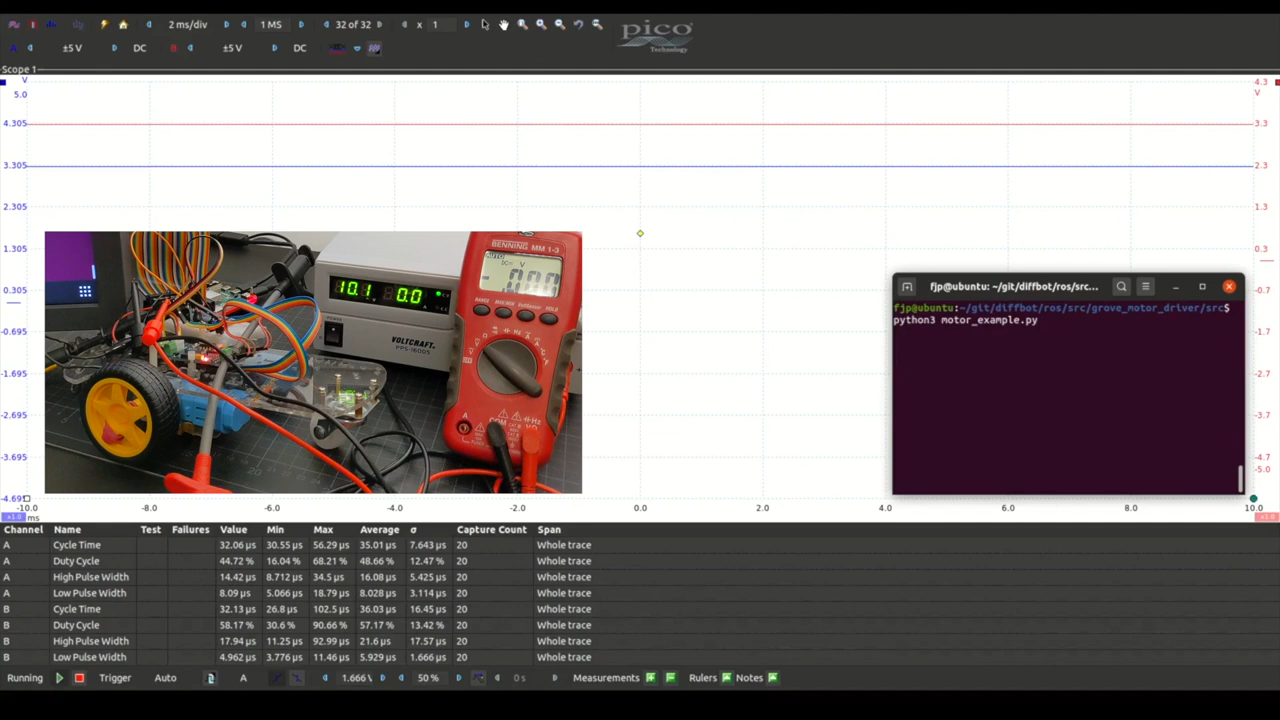 2 ms/div 1 MS 32 of 32 x 1
pico
Technology
A ±5 V DC B ±5 V DC
Scope 1
V
5.0
4.305
3.305
2.305
1.305
0.305
-0.695
-1.695
-2.695
-3.695
-4.695
4.3
V
3.3
2.3
1.3
0.3
-0.7
-1.7
-2.7
-4.7
-5.0
-10.0 -8.0 -6.0 -4.0 -2.0 0.0 2.0 4.0 6.0 8.0 10.0
x1.0 ms x1.0
10.1 0.0
VOLTCRAFT
PPS-16005
BENNING MM 1-3
AUTO
V
000
RANGE
HOLD
COM
fjp@ubuntu: ~/git/diffbot/ros/src...
fjp@ubuntu:~/git/diffbot/ros/src/grove_motor_driver/src$
python3 motor_example.py
Channel Name Test Failures Value Min Max Average σ Capture Count Span
A Cycle Time 32.06 µs 30.55 µs 56.29 µs 35.01 µs 7.643 µs 20 Whole trace
A Duty Cycle 44.72 % 16.04 % 68.21 % 48.66 % 12.47 % 20 Whole trace
A High Pulse Width 14.42 µs 8.712 µs 34.5 µs 16.08 µs 5.425 µs 20 Whole trace
A Low Pulse Width 8.09 µs 5.066 µs 18.79 µs 8.028 µs 3.114 µs 20 Whole trace
B Cycle Time 32.13 µs 26.8 µs 102.5 µs 36.03 µs 16.45 µs 20 Whole trace
B Duty Cycle 58.17 % 30.6 % 90.66 % 57.17 % 13.42 % 20 Whole trace
B High Pulse Width 17.94 µs 11.25 µs 92.99 µs 21.6 µs 17.57 µs 20 Whole trace
B Low Pulse Width 4.962 µs 3.776 µs 11.46 µs 5.929 µs 1.666 µs 20 Whole trace
Running Trigger Auto A 1.666 V 50 % 0 s Measurements Rulers Notes